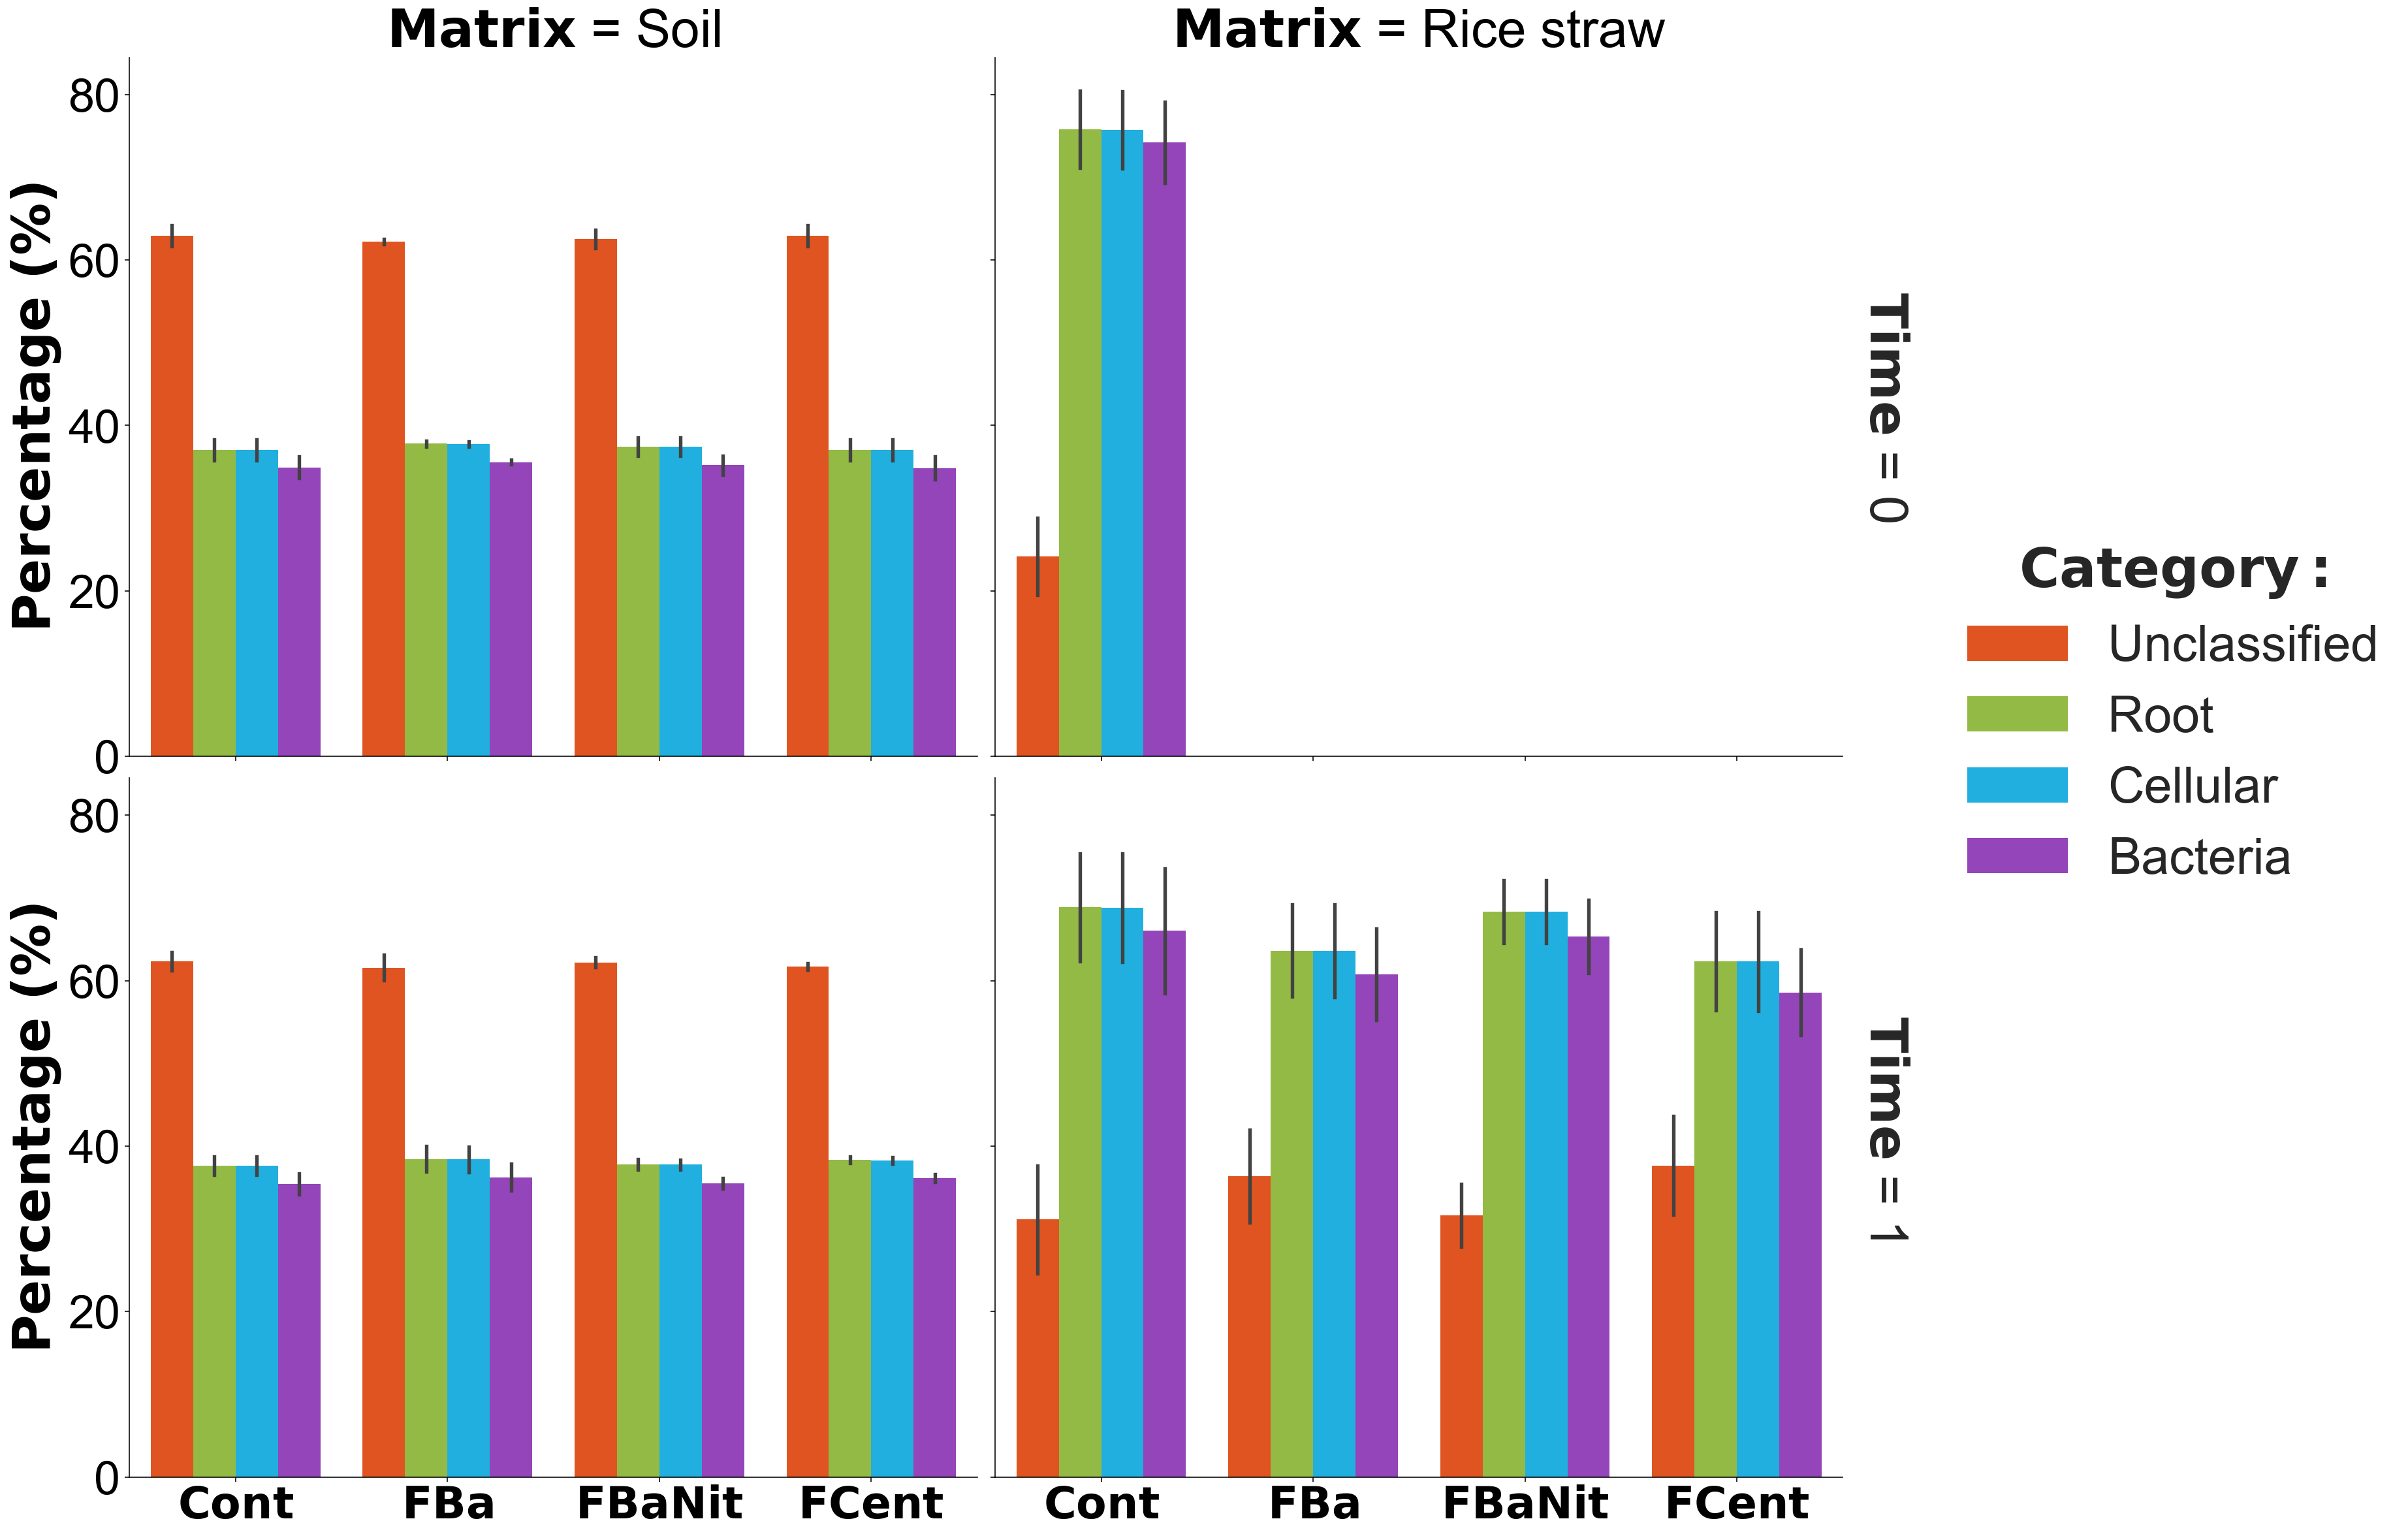 Matrix = Soil
Matrix = Rice straw
Percentage (%)
80
60
40
20
0
Time = 0
Category :
Unclassified
Root
Cellular
Bacteria
Percentage (%)
80
60
40
20
0
Time = 1
Cont FBa FBaNit FCent
Cont FBa FBaNit FCent